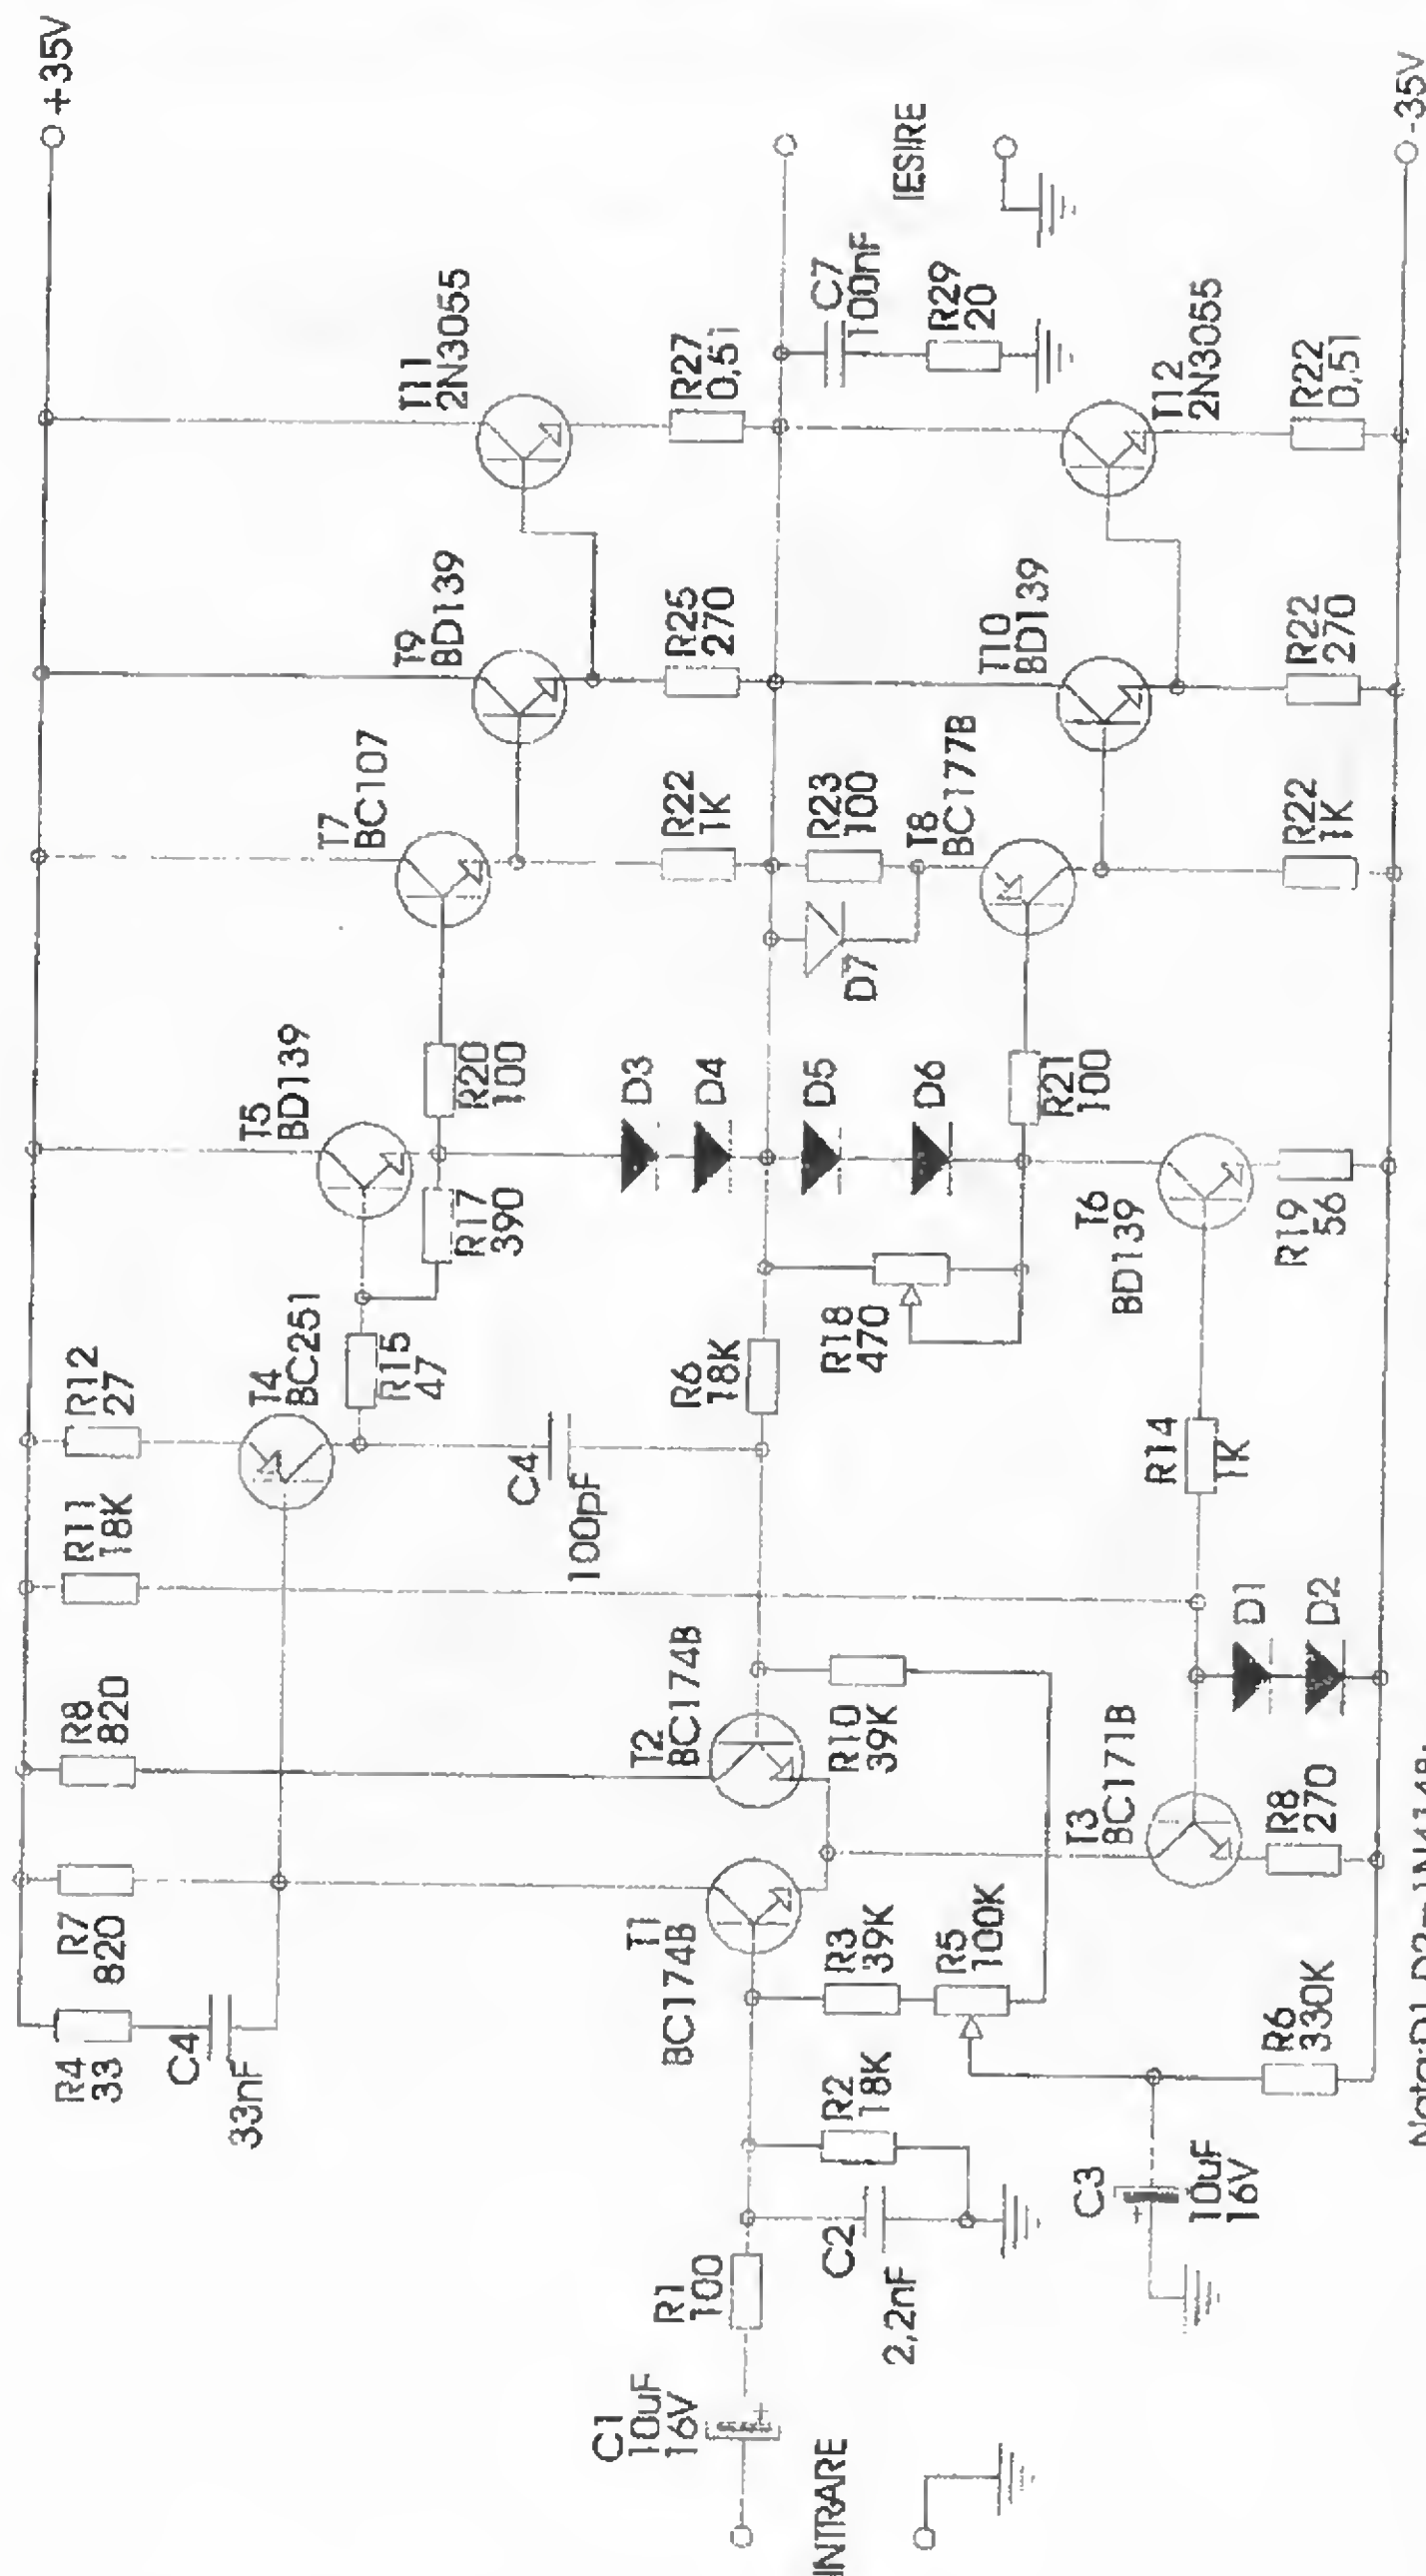 +35V
R4
33
C4
33nF
R7
820
R8
820
R11
18K
R12
27
T4
BC251
R15
47
R17
390
T5
BD139
R20
100
T7
BC107
T9
BD139
T11
2N3055
C4
100pF
D3
D4
R22
1K
R25
270
R27
0,51
INTRARE
C1
10uF
16V
R1
100
C2
2,2nF
R2
18K
T1
BC174B
R3
39K
R5
100K
T2
BC174B
R10
39K
R6
18K
R18
470
D5
D6
D7
R23
100
R21
100
T8
BC177B
T10
BD139
T12
2N3055
C7
100nF
R29
20
IESIRE
C3
10uF
16V
R6
330K
T3
BC171B
R8
270
D1
D2
R14
1K
T6
BD139
R19
56
R22
1K
R22
270
R22
0,51
-35V